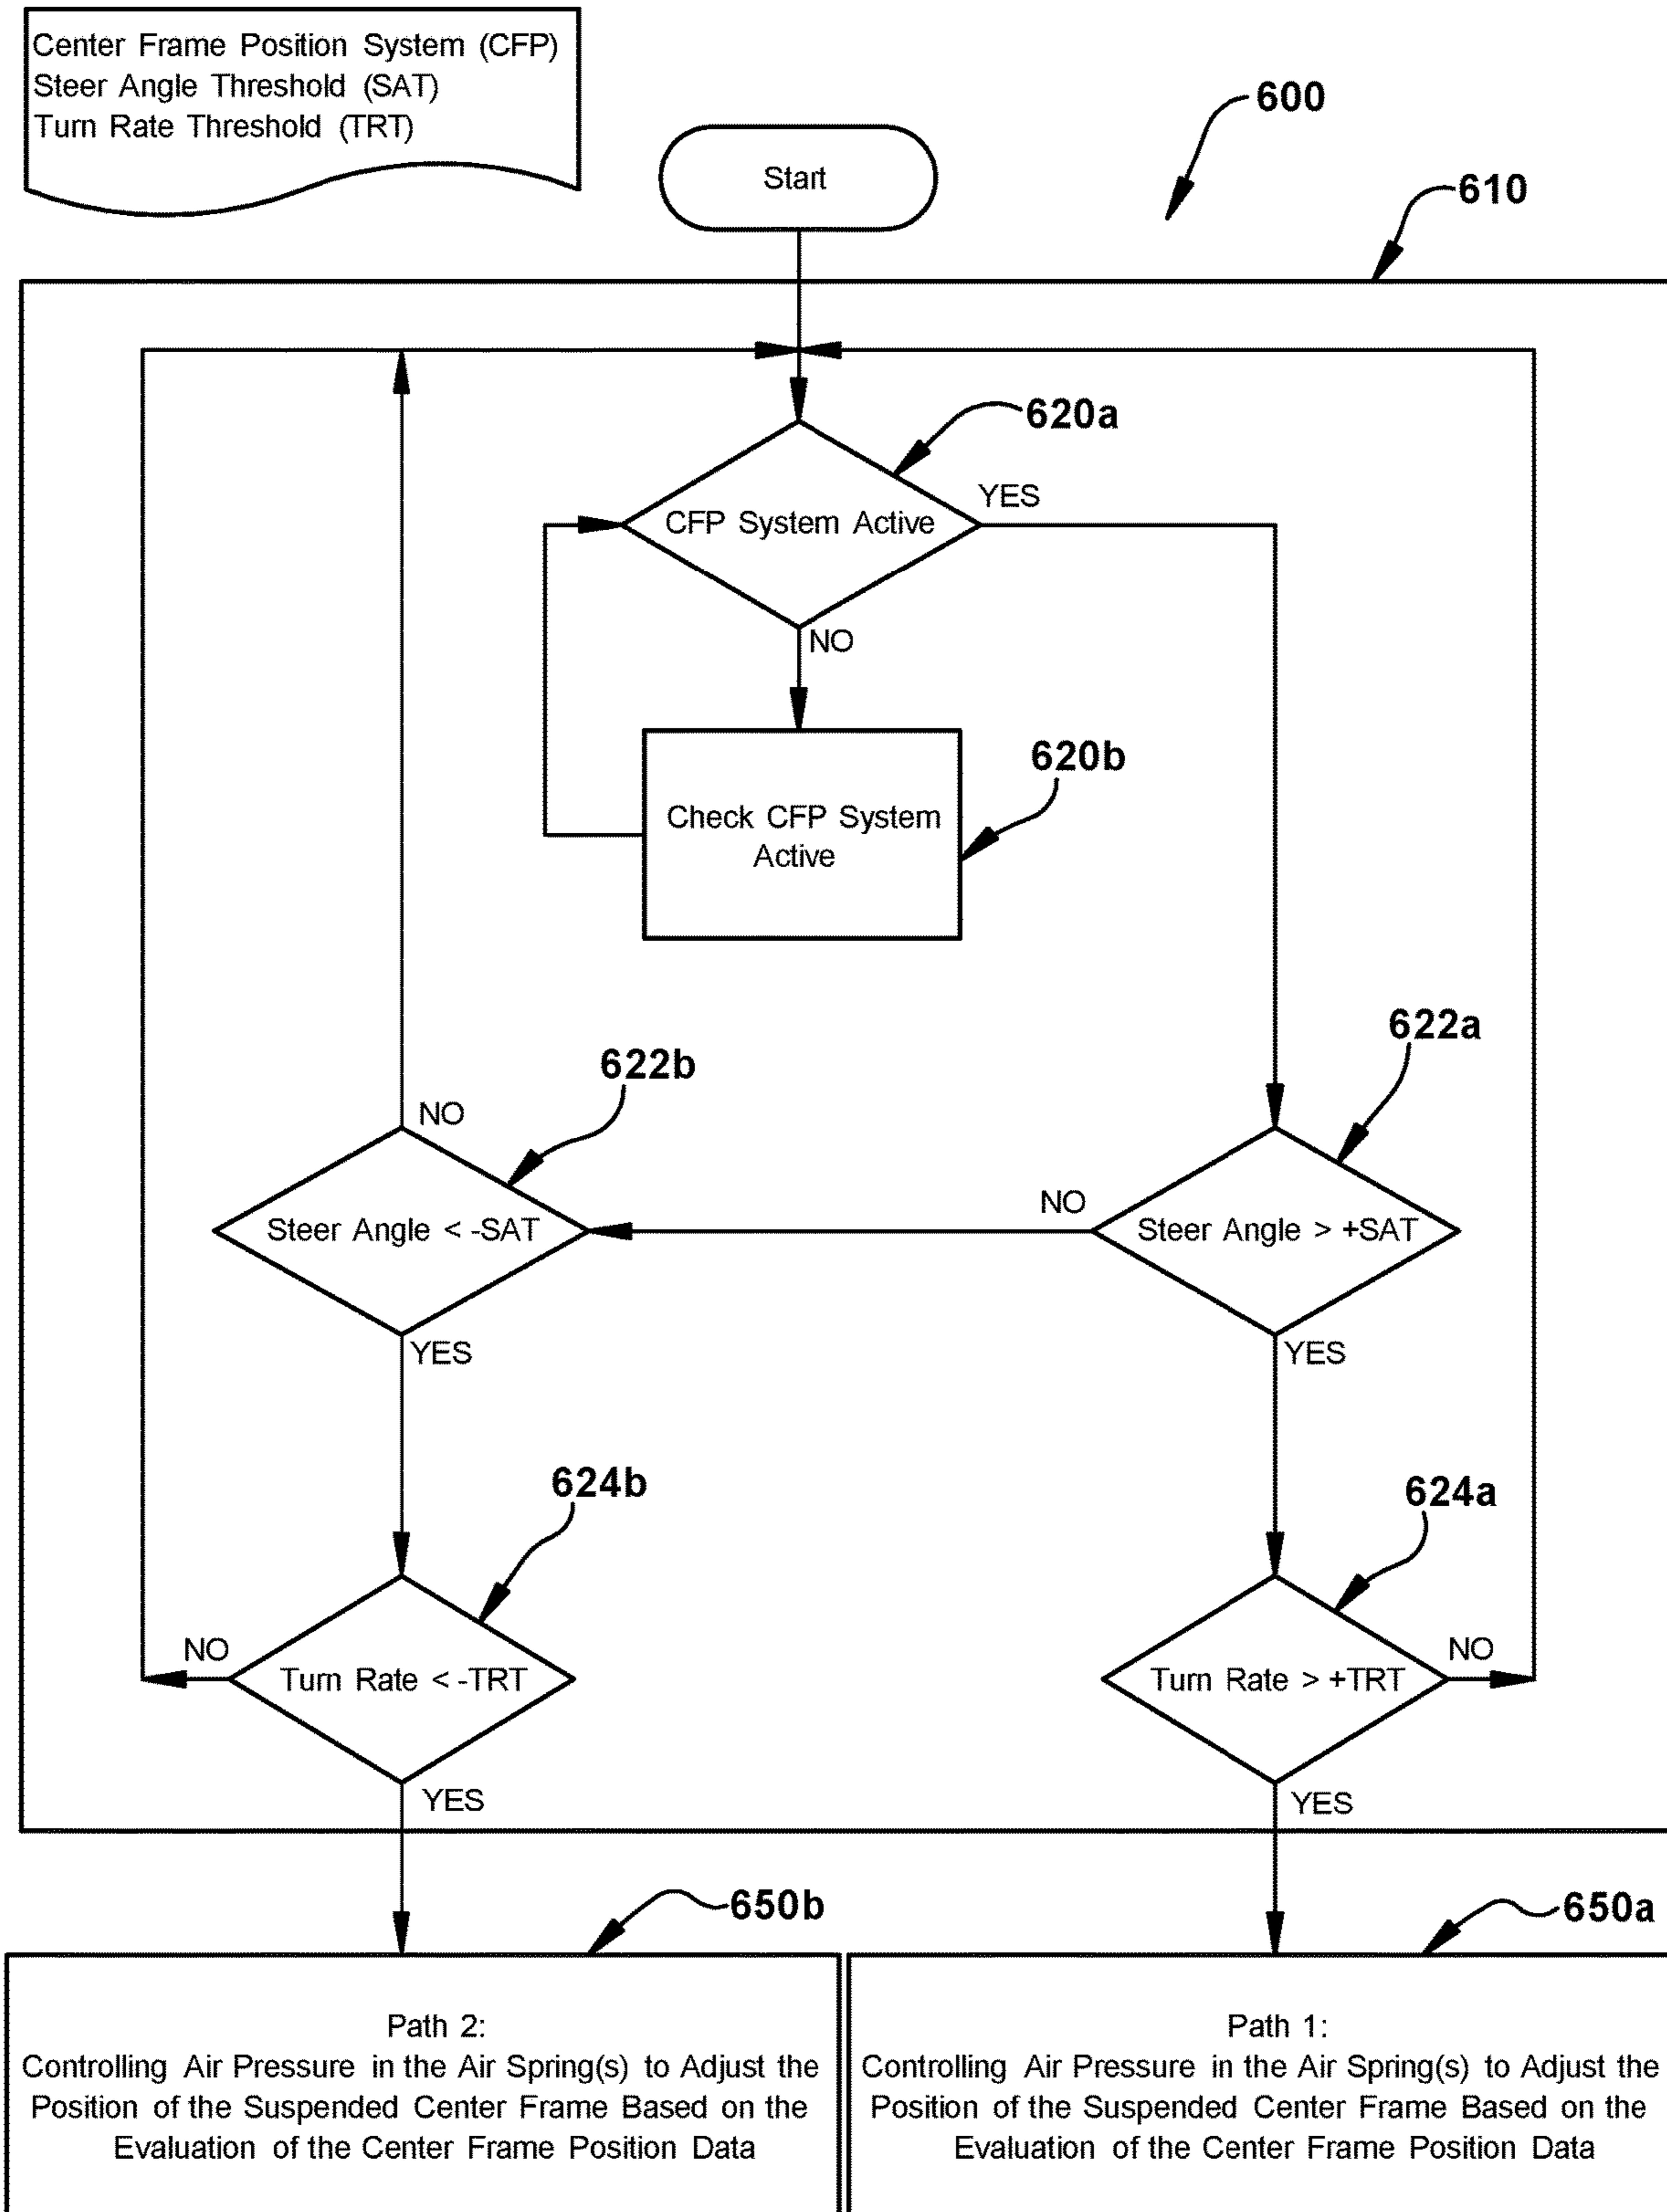 Center Frame Position System (CFP)
Steer Angle Threshold (SAT)
Turn Rate Threshold (TRT)
600
Start
610
620a
YES
CFP System Active
NO
620b
Check CFP System
Active
622a
622b
NO
NO
Steer Angle < -SAT
Steer Angle > +SAT
YES
YES
624b
624a
NO
Turn Rate < -TRT
Turn Rate > +TRT
NO
YES
YES
650b
650a
Path 2:
Controlling Air Pressure in the Air Spring(s) to Adjust the
Position of the Suspended Center Frame Based on the
Evaluation of the Center Frame Position Data
Path 1:
Controlling Air Pressure in the Air Spring(s) to Adjust the
Position of the Suspended Center Frame Based on the
Evaluation of the Center Frame Position Data